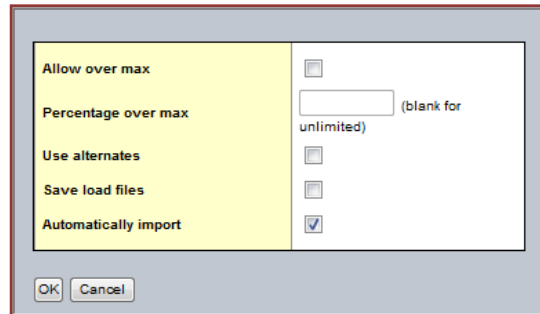 Allow over max
Percentage over max
(blank for
unlimited)
Use alternates
Save load files
Automatically import
OK Cancel